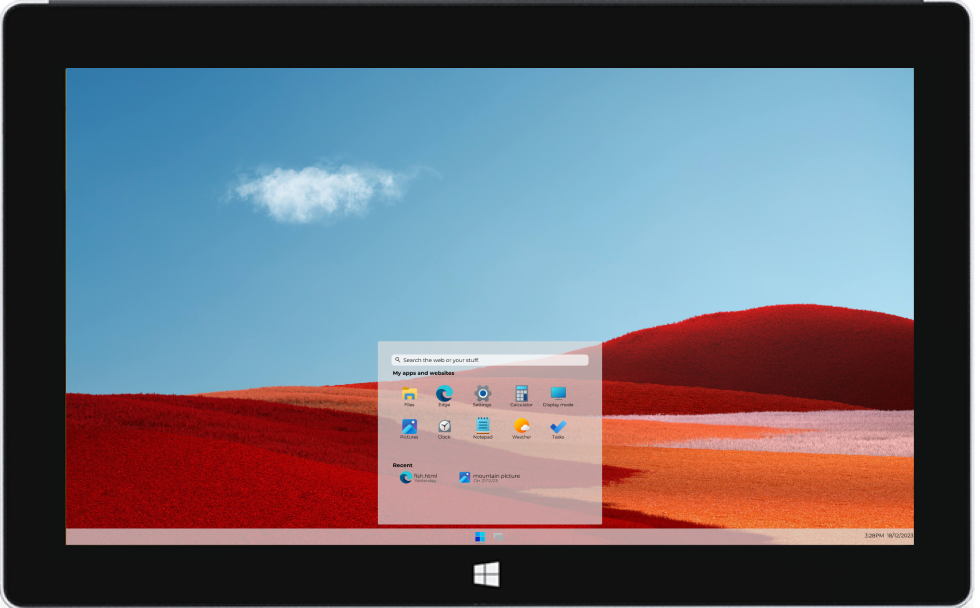 Search the web or your stuff.
My apps and websites
Files Edge Settings Calculator Display mode
Pictures Clock Notepad Weather Tasks
Recent
fish.html mountain picture
Yesterday
3:28PM 18/12/2023